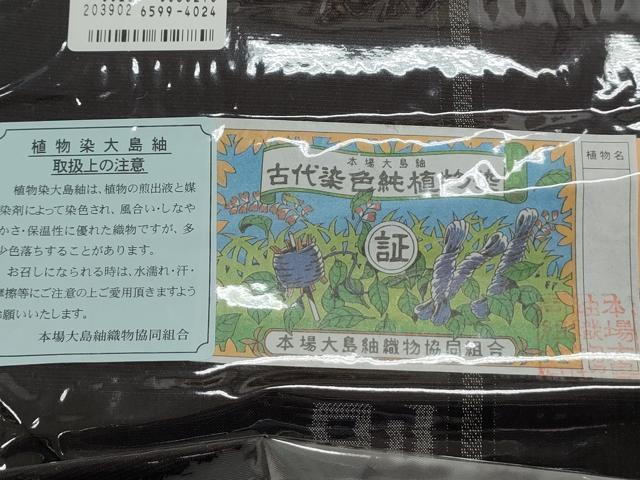 203902 6599-4024
植物染大島紬
取扱上の注意
植物染大島紬は、植物の煎出液と媒
染剤によって染色され、風合い・しなや
かさ・保温性に優れた織物ですが、多
少色落ちすることがあります。
お召しになられる時は、水濡れ・汗・
摩擦等にご注意の上ご愛用頂きますよう
お願いいたします。
本場大島紬織物協同組合
本場大島紬
古代染色純植物染
証
本場大島紬織物協同組合
植物名
本場